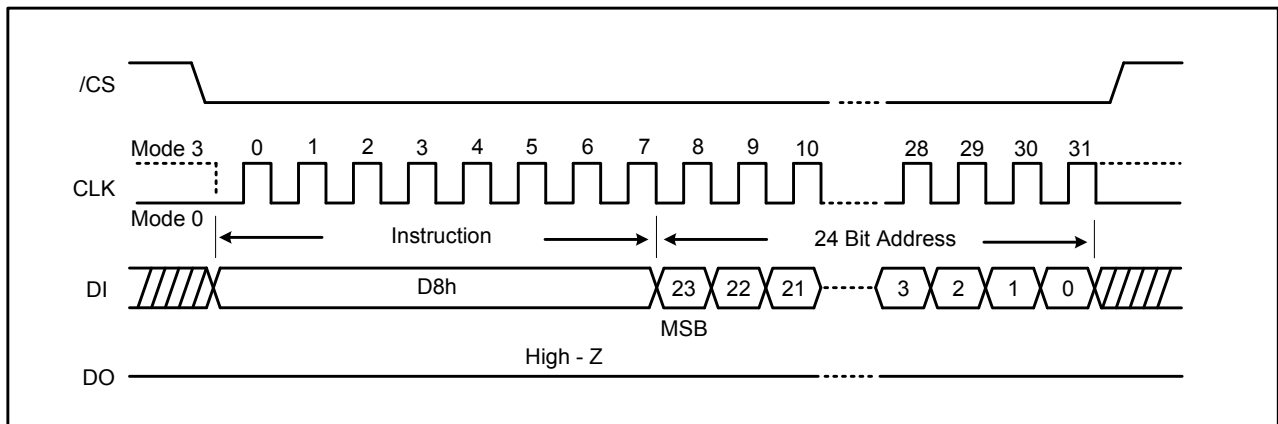 /CS
Mode 3 0 1 2 3 4 5 6 7 8 9 10 28 29 30 31
CLK
Mode 0
Instruction 24 Bit Address
DI D8h 23 22 21 3 2 1 0
MSB
High - Z
DO